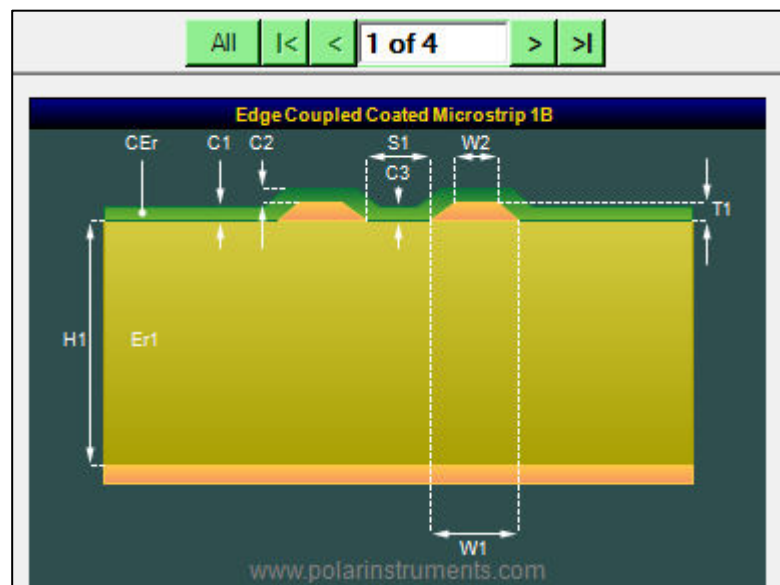 All |< < 1 of 4 > >|
Edge Coupled Coated Microstrip 1B
CEr C1 C2 S1 W2
C3
T1
H1 Er1
W1
www.polarinstruments.com